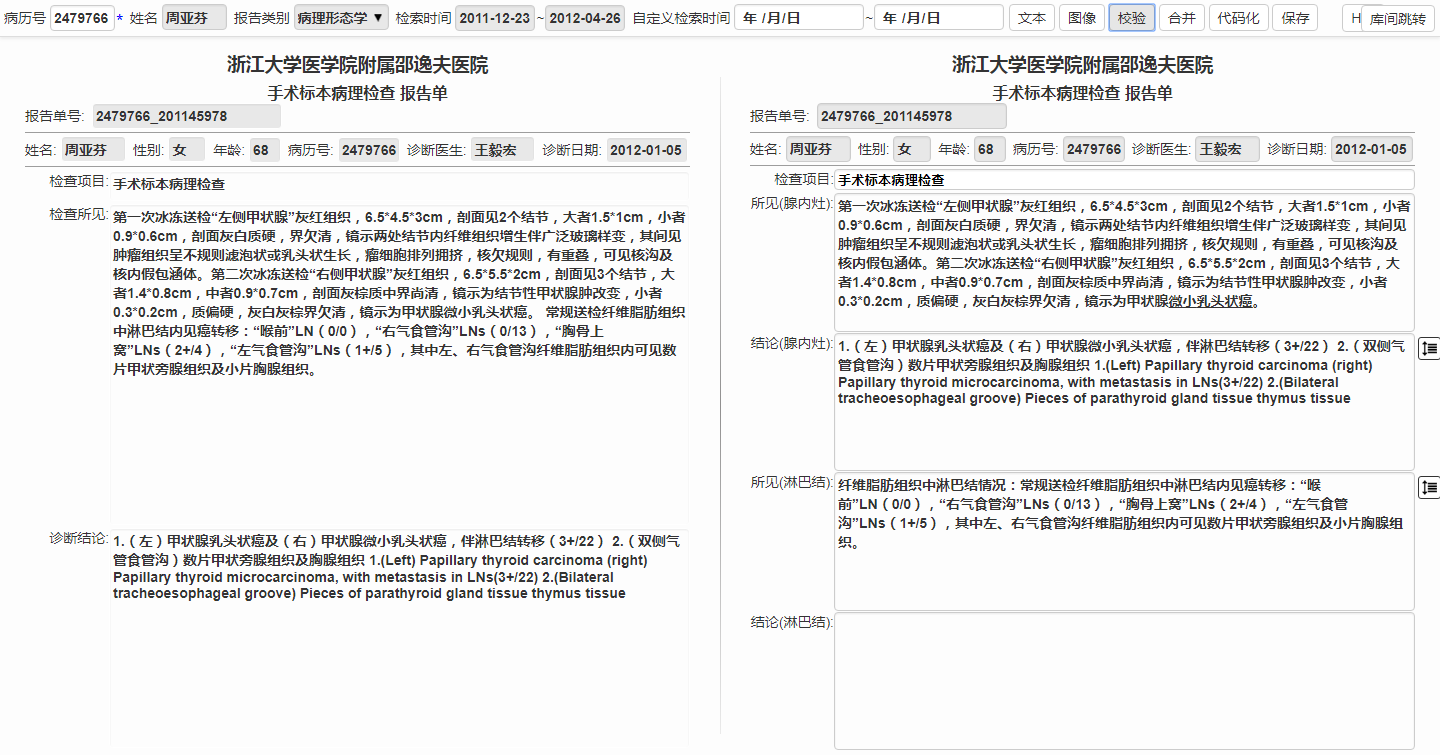 病历号 2479766 * 姓名 周亚芬 报告类别 病理形态学 ▼ 检索时间 2011-12-23 ~ 2012-04-26 自定义检索时间 年 /月/日 ~ 年 /月/日 文本 图像 校验 合并 代码化 保存 H 库间跳转
浙江大学医学院附属邵逸夫医院
手术标本病理检查 报告单
报告单号: 2479766_201145978
姓名: 周亚芬 性别: 女 年龄: 68 病历号: 2479766 诊断医生: 王毅宏 诊断日期: 2012-01-05
检查项目: 手术标本病理检查
检查所见: 第一次冰冻送检“左侧甲状腺”灰红组织，6.5*4.5*3cm，剖面见2个结节，大者1.5*1cm，小者
0.9*0.6cm，剖面灰白质硬，界欠清，镜示两处结节内纤维组织增生伴广泛玻璃样变，其间见
肿瘤组织呈不规则滤泡状或乳头状生长，瘤细胞排列拥挤，核欠规则，有重叠，可见核沟及
核内假包涵体。第二次冰冻送检“右侧甲状腺”灰红组织，6.5*5.5*2cm，剖面见3个结节，大
者1.4*0.8cm，中者0.9*0.7cm，剖面灰棕质中界尚清，镜示为结节性甲状腺肿改变，小者
0.3*0.2cm，质偏硬，灰白灰棕界欠清，镜示为甲状腺微小乳头状癌。 常规送检纤维脂肪组织
中淋巴结内见癌转移：“喉前”LN（0/0），“右气食管沟”LNs（0/13），“胸骨上
窝”LNs（2+/4），“左气食管沟”LNs（1+/5），其中左、右气食管沟纤维脂肪组织内可见数
片甲状旁腺组织及小片胸腺组织。
诊断结论: 1.（左）甲状腺乳头状癌及（右）甲状腺微小乳头状癌，伴淋巴结转移（3+/22） 2.（双侧气
管食管沟）数片甲状旁腺组织及胸腺组织 1.(Left) Papillary thyroid carcinoma (right)
Papillary thyroid microcarcinoma, with metastasis in LNs(3+/22) 2.(Bilateral
tracheoesophageal groove) Pieces of parathyroid gland tissue thymus tissue
浙江大学医学院附属邵逸夫医院
手术标本病理检查 报告单
报告单号: 2479766_201145978
姓名: 周亚芬 性别: 女 年龄: 68 病历号: 2479766 诊断医生: 王毅宏 诊断日期: 2012-01-05
检查项目: 手术标本病理检查
所见(腺内灶): 第一次冰冻送检“左侧甲状腺”灰红组织，6.5*4.5*3cm，剖面见2个结节，大者1.5*1cm，小者
0.9*0.6cm，剖面灰白质硬，界欠清，镜示两处结节内纤维组织增生伴广泛玻璃样变，其间见
肿瘤组织呈不规则滤泡状或乳头状生长，瘤细胞排列拥挤，核欠规则，有重叠，可见核沟及
核内假包涵体。第二次冰冻送检“右侧甲状腺”灰红组织，6.5*5.5*2cm，剖面见3个结节，大
者1.4*0.8cm，中者0.9*0.7cm，剖面灰棕质中界尚清，镜示为结节性甲状腺肿改变，小者
0.3*0.2cm，质偏硬，灰白灰棕界欠清，镜示为甲状腺微小乳头状癌。
结论(腺内灶): 1.（左）甲状腺乳头状癌及（右）甲状腺微小乳头状癌，伴淋巴结转移（3+/22） 2.（双侧气
管食管沟）数片甲状旁腺组织及胸腺组织 1.(Left) Papillary thyroid carcinoma (right)
Papillary thyroid microcarcinoma, with metastasis in LNs(3+/22) 2.(Bilateral
tracheoesophageal groove) Pieces of parathyroid gland tissue thymus tissue
所见(淋巴结): 纤维脂肪组织中淋巴结情况：常规送检纤维脂肪组织中淋巴结内见癌转移：“喉
前”LN（0/0），“右气食管沟”LNs（0/13），“胸骨上窝”LNs（2+/4），“左气食管
沟”LNs（1+/5），其中左、右气食管沟纤维脂肪组织内可见数片甲状旁腺组织及小片胸腺组
织。
结论(淋巴结):